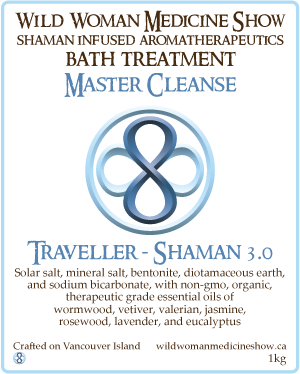 Wild Woman Medicine Show
shaman infused aromatherapeutics
bath treatment
Master Cleanse
Traveller - Shaman 3.0
Solar salt, mineral salt, bentonite, diotamaceous earth,
and sodium bicarbonate, with non-gmo, organic,
therapeutic grade essential oils of
wormwood, vetiver, valerian, jasmine,
rosewood, lavender, and eucalyptus
Crafted on Vancouver Island wildwomanmedicineshow.ca
1kg